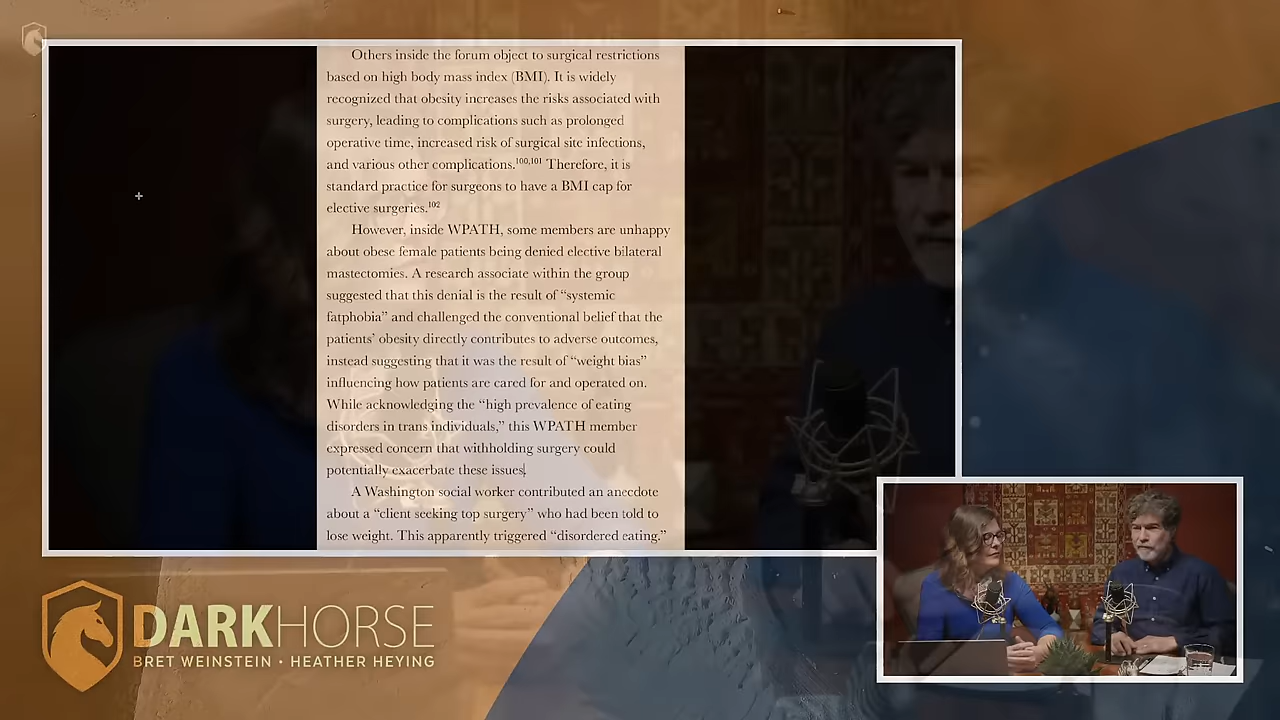 Others inside the forum object to surgical restrictions
based on high body mass index (BMI). It is widely
recognized that obesity increases the risks associated with
surgery, leading to complications such as prolonged
operative time, increased risk of surgical site infections,
and various other complications.100,101 Therefore, it is
standard practice for surgeons to have a BMI cap for
elective surgeries.102
However, inside WPATH, some members are unhappy
about obese female patients being denied elective bilateral
mastectomies. A research associate within the group
suggested that this denial is the result of “systemic
fatphobia” and challenged the conventional belief that the
patients’ obesity directly contributes to adverse outcomes,
instead suggesting that it was the result of “weight bias”
influencing how patients are cared for and operated on.
While acknowledging the “high prevalence of eating
disorders in trans individuals,” this WPATH member
expressed concern that withholding surgery could
potentially exacerbate these issues.
A Washington social worker contributed an anecdote
about a “client seeking top surgery” who had been told to
lose weight. This apparently triggered “disordered eating.”
DARKHORSE
BRET WEINSTEIN • HEATHER HEYING